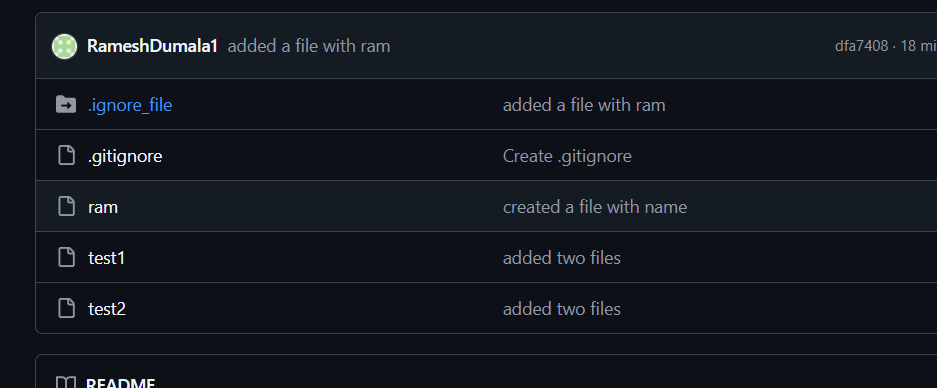 RameshDumala1 added a file with ram dfa7408 · 18 mi
.ignore_file added a file with ram
.gitignore Create .gitignore
ram created a file with name
test1 added two files
test2 added two files
README